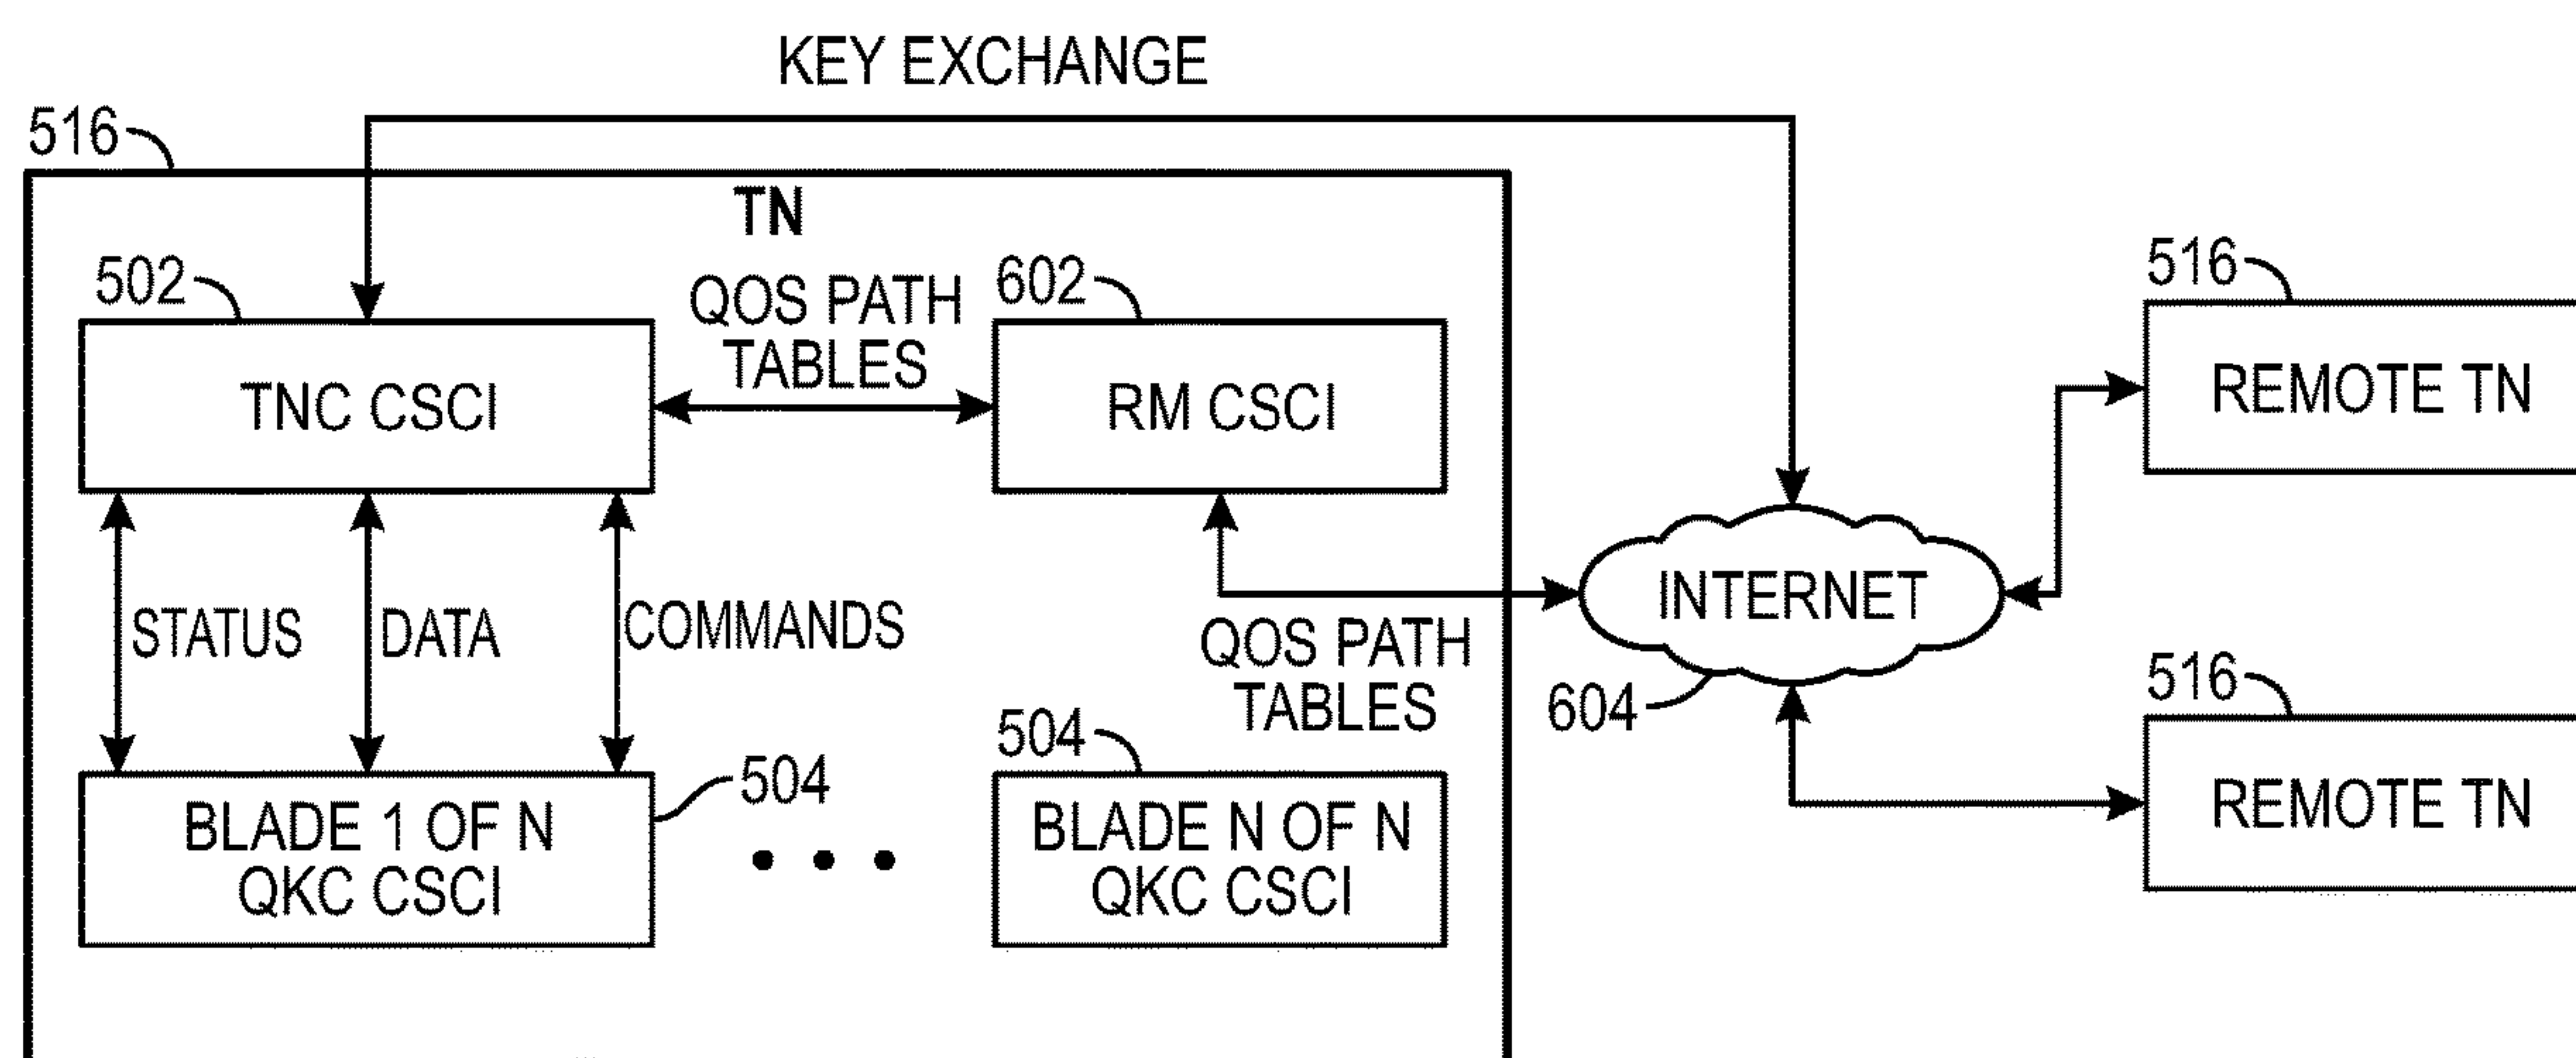 KEY EXCHANGE
516
TN
502
QOS PATH
TABLES
602
516
TNC CSCI
RM CSCI
REMOTE TN
STATUS
DATA
COMMANDS
INTERNET
QOS PATH
TABLES
604
516
504
504
BLADE 1 OF N
QKC CSCI
BLADE N OF N
QKC CSCI
REMOTE TN